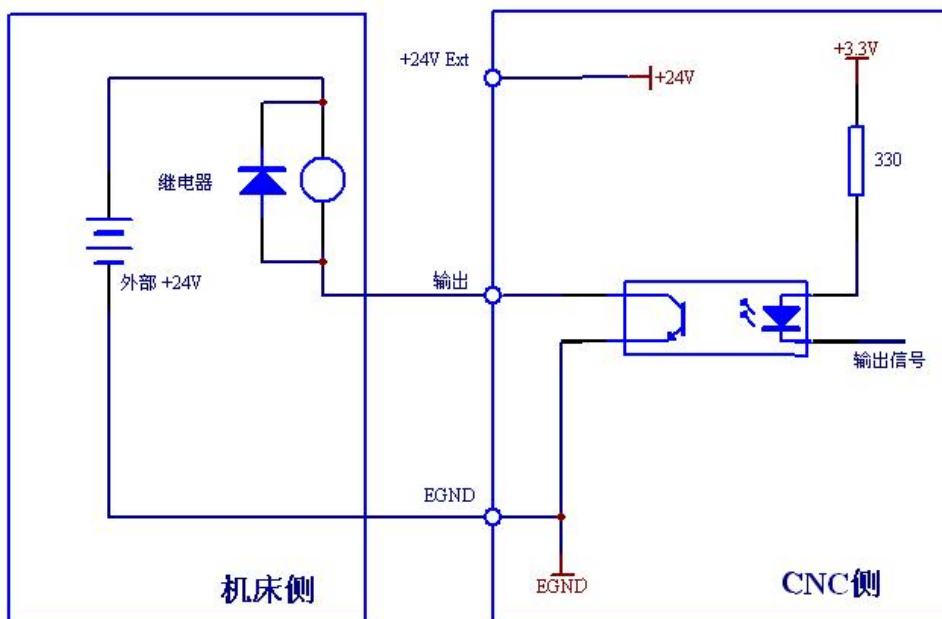 +24V Ext
+24V
+3.3V
330
继电器
外部 +24V
输出
输出信号
EGND
EGND
机床侧
CNC侧